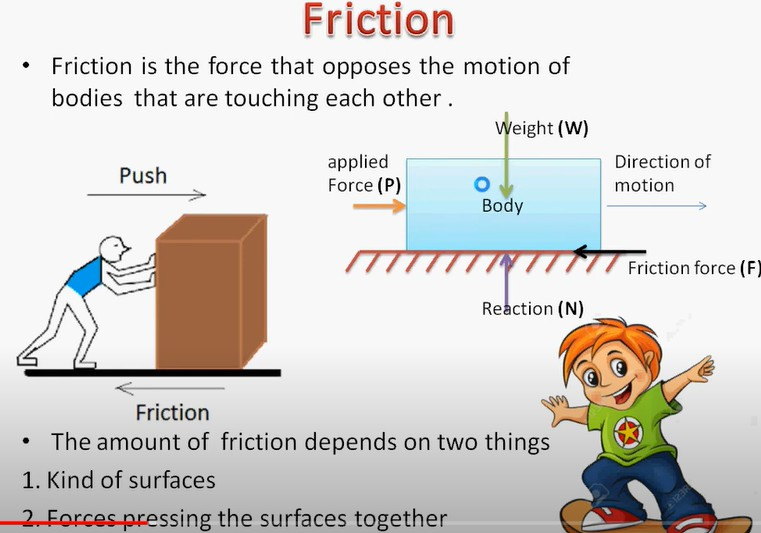 Friction
• Friction is the force that opposes the motion of
bodies that are touching each other .
Push
Friction
Weight (W)
applied
Force (P)
Direction of
motion
Body
Friction force (F)
Reaction (N)
• The amount of friction depends on two things
1. Kind of surfaces
2. Forces pressing the surfaces together